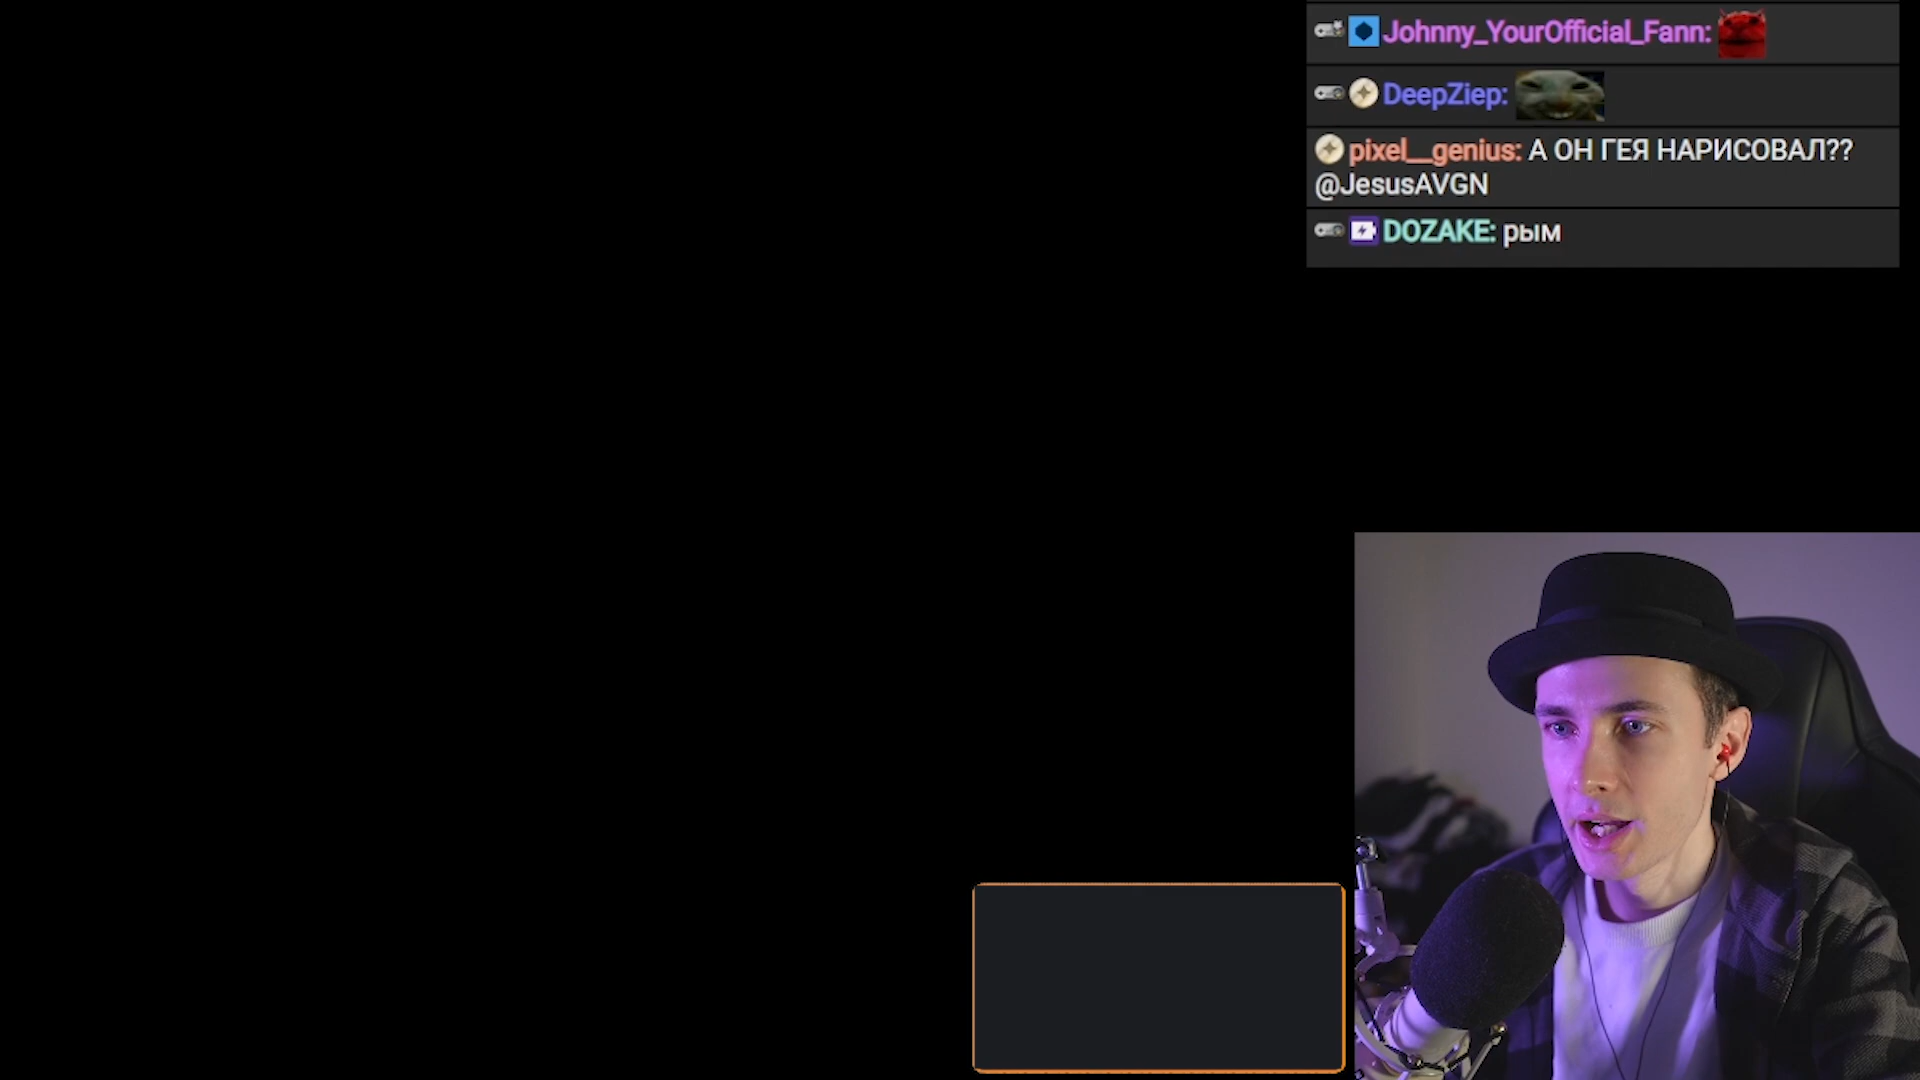 Johnny_YourOfficial_Fann:
DeepZiep:
pixel__genius: А ОН ГЕЯ НАРИСОВАЛ??
@JesusAVGN
DOZAKE: рым